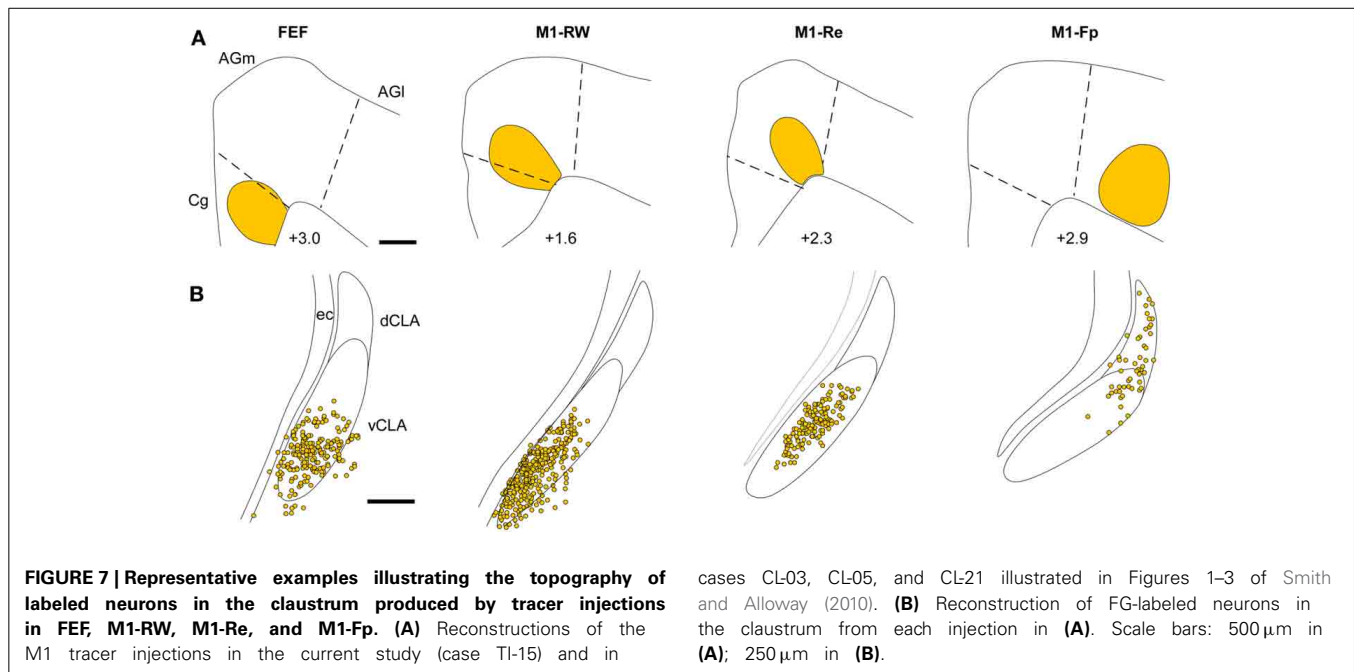 A
FEF
M1-RW
M1-Re
M1-Fp
AGm
AGl
Cg
+3.0
+1.6
+2.3
+2.9
B
ec
dCLA
vCLA
FIGURE 7 | Representative examples illustrating the topography of
labeled neurons in the claustrum produced by tracer injections
in FEF, M1-RW, M1-Re, and M1-Fp. (A) Reconstructions of the
M1 tracer injections in the current study (case TI-15) and in
cases CL-03, CL-05, and CL-21 illustrated in Figures 1–3 of Smith
and Alloway (2010). (B) Reconstruction of FG-labeled neurons in
the claustrum from each injection in (A). Scale bars: 500 μm in
(A); 250 μm in (B).